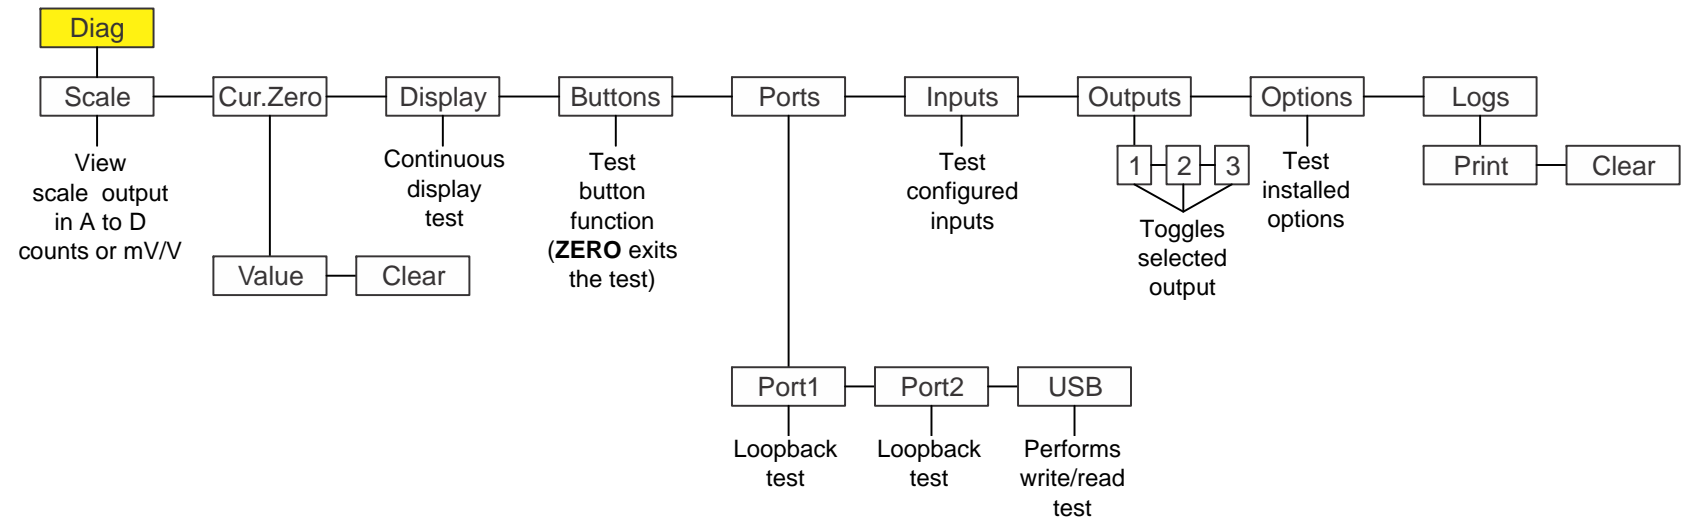 Diag
Scale
Cur.Zero
Display
Buttons
Ports
Inputs
Outputs
Options
Logs
View
scale output
in A to D
counts or mV/V
Value
Clear
Continuous
display
test
Test
button
function
(ZERO exits
the test)
Test
configured
inputs
1
2
3
Toggles
selected
output
Test
installed
options
Print
Clear
Port1
Port2
USB
Loopback
test
Loopback
test
Performs
write/read
test